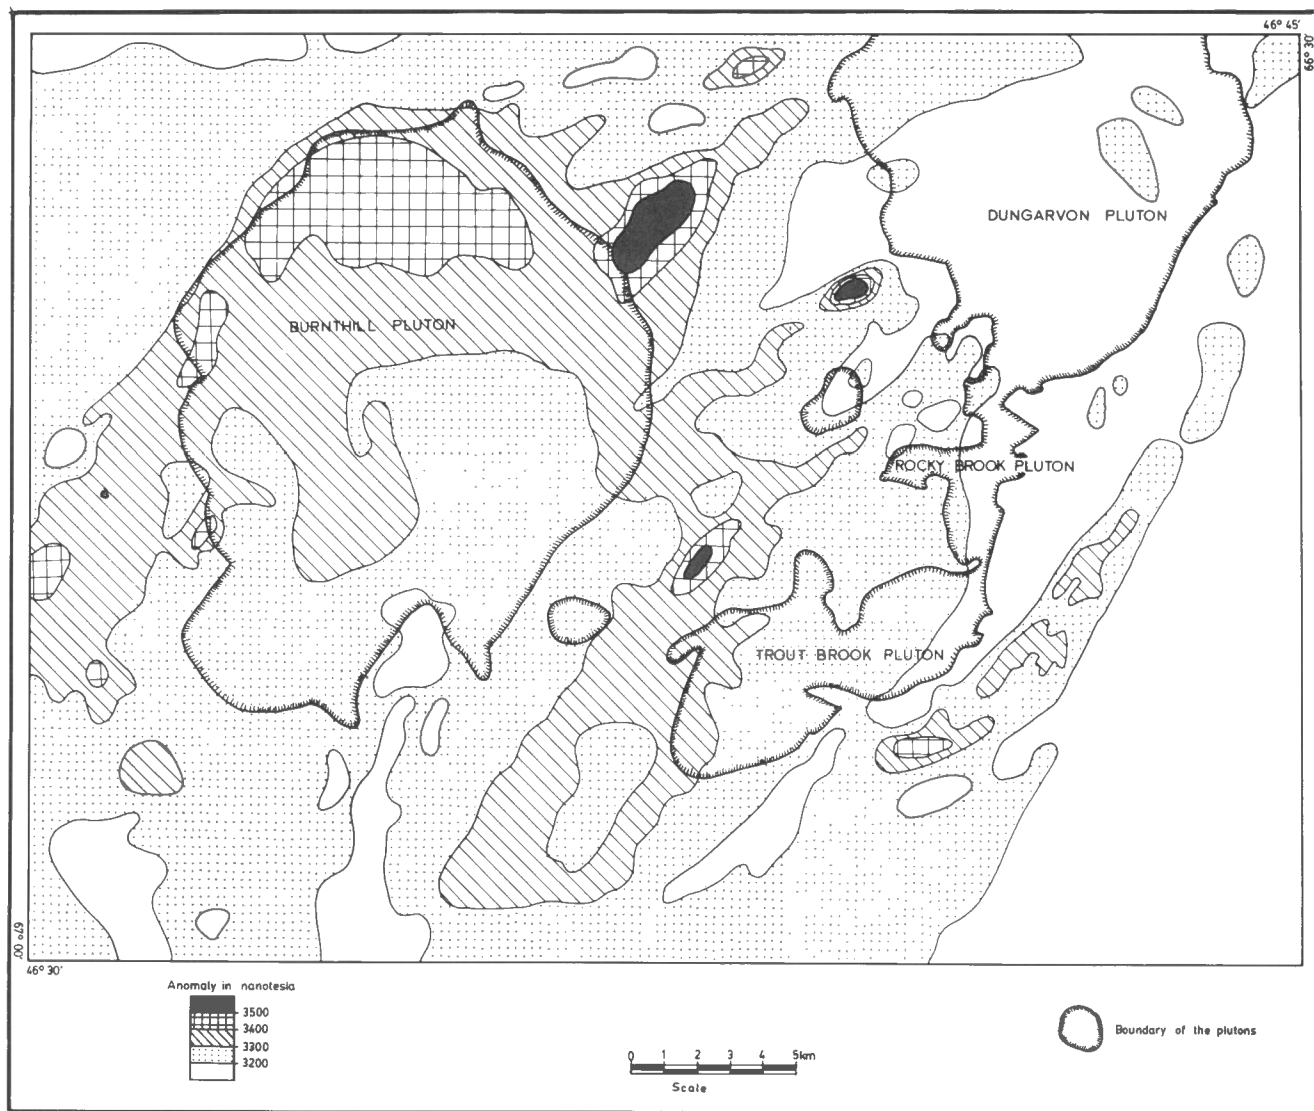 46° 45'
66° 30'
DUNGARVON PLUTON
BURNTHILL PLUTON
ROCKY BROOK PLUTON
TROUT BROOK PLUTON
67° 00'
46° 30'
Anomaly in nanotesla
3500
3400
3300
3200
0 1 2 3 4 5km
Scale
Boundary of the plutons